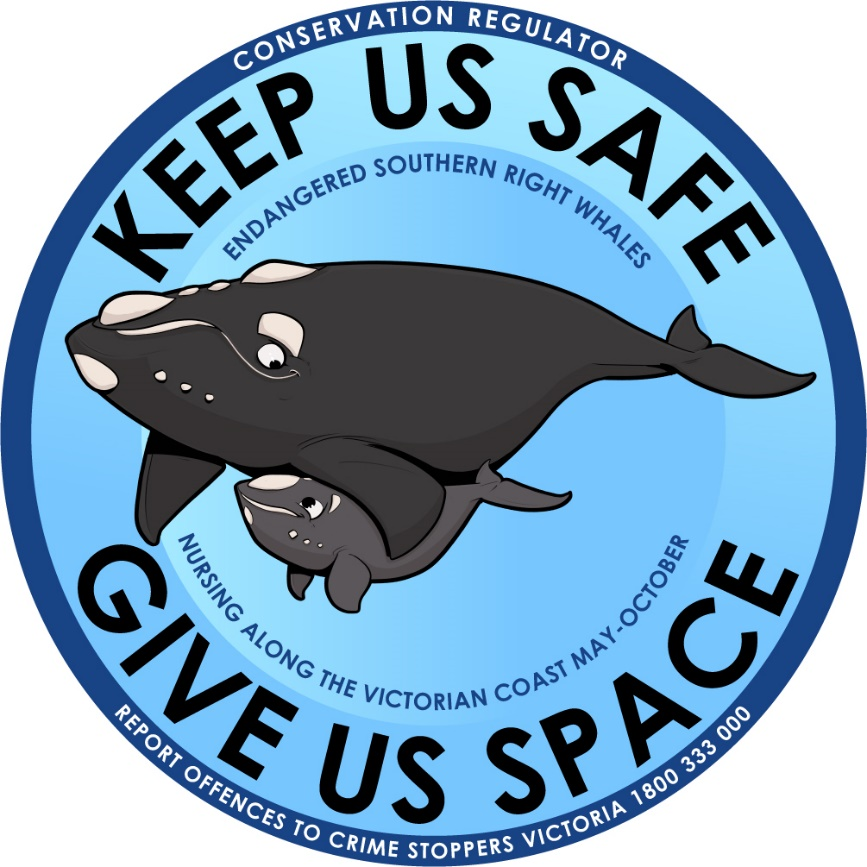 CONSERVATION REGULATOR
KEEP US SAFE
ENDANGERED SOUTHERN RIGHT WHALES
NURSING ALONG THE VICTORIAN COAST MAY-OCTOBER
GIVE US SPACE
REPORT OFFENCES TO CRIME STOPPERS VICTORIA 1800 333 000